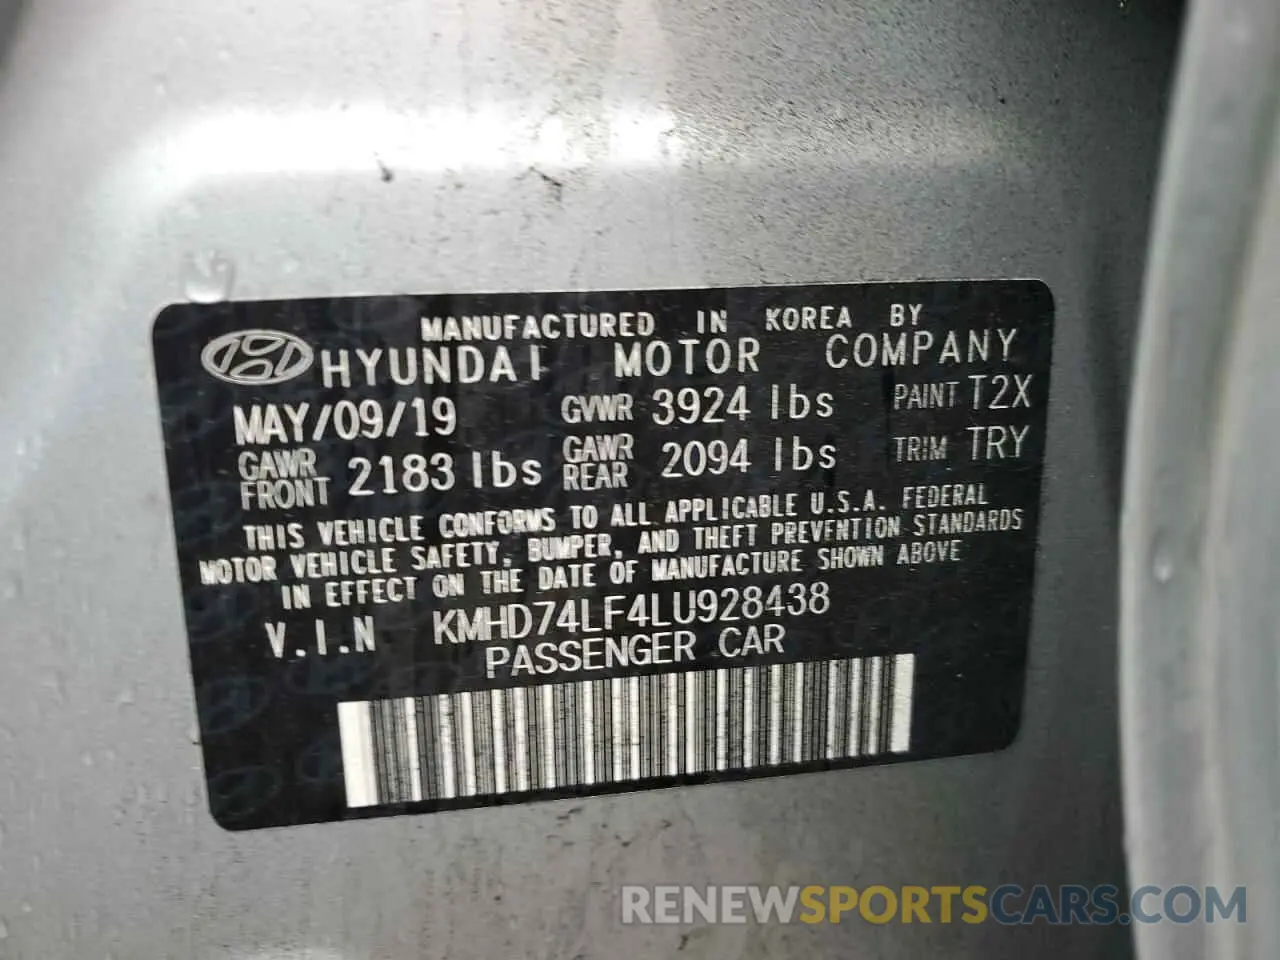 MANUFACTURED IN KOREA BY
HYUNDAI MOTOR COMPANY
MAY/09/19 GVWR 3924 lbs PAINT T2X
GAWR FRONT 2183 lbs GAWR REAR 2094 lbs TRIM TRY
THIS VEHICLE CONFORMS TO ALL APPLICABLE U.S.A. FEDERAL
MOTOR VEHICLE SAFETY, BUMPER, AND THEFT PREVENTION STANDARDS
IN EFFECT ON THE DATE OF MANUFACTURE SHOWN ABOVE
V.I.N KMHD74LF4LU928438
PASSENGER CAR
RENEWSPORTSCARS.COM